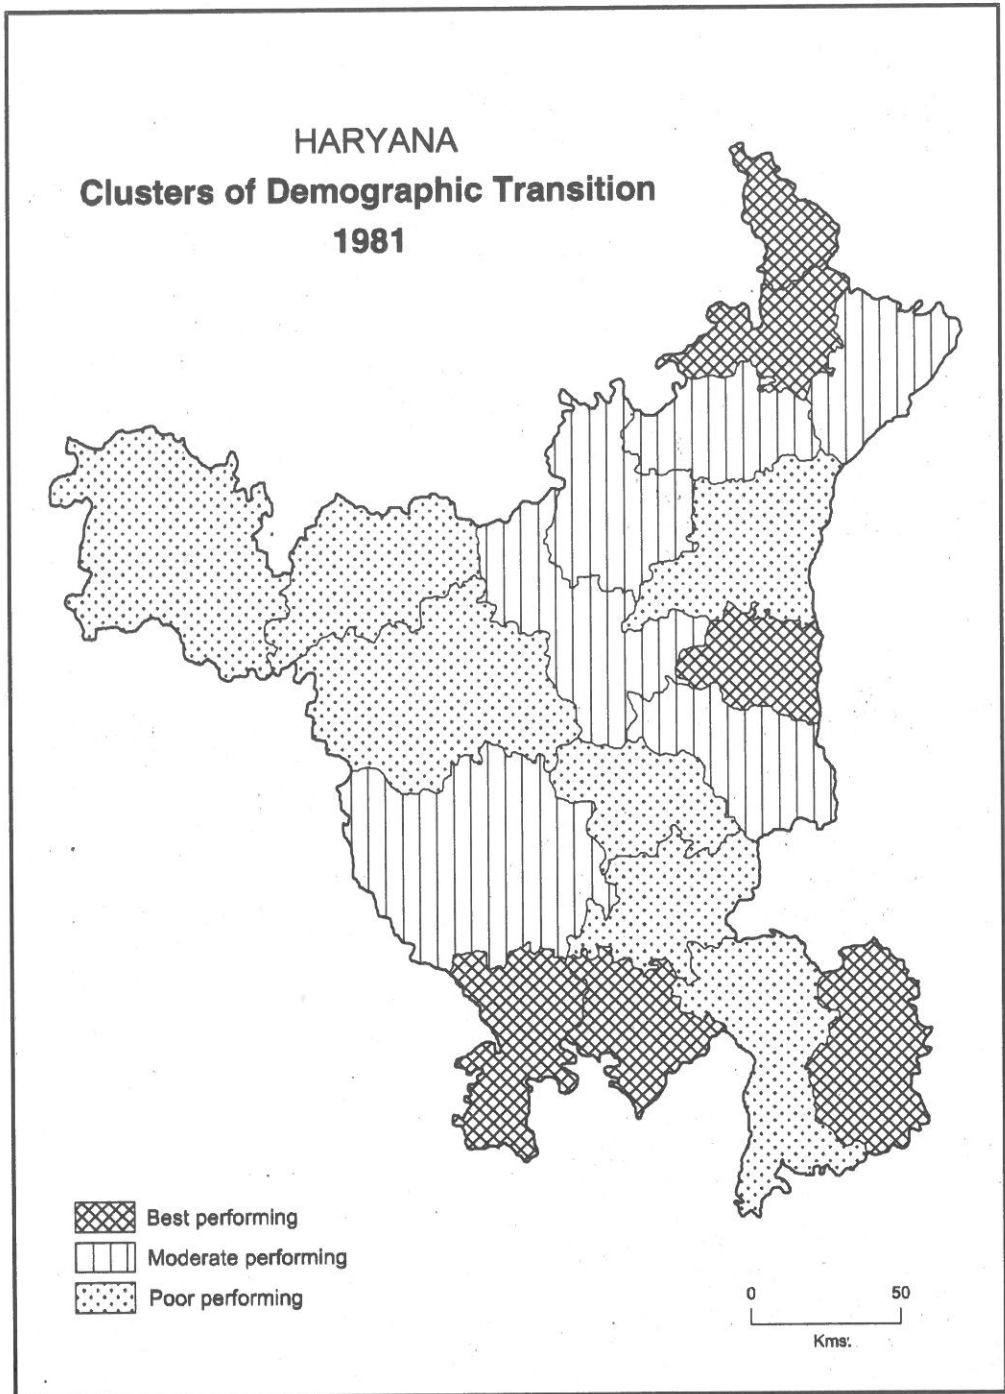 HARYANA
Clusters of Demographic Transition
1981
Best performing
Moderate performing
Poor performing
0 50
Kms.